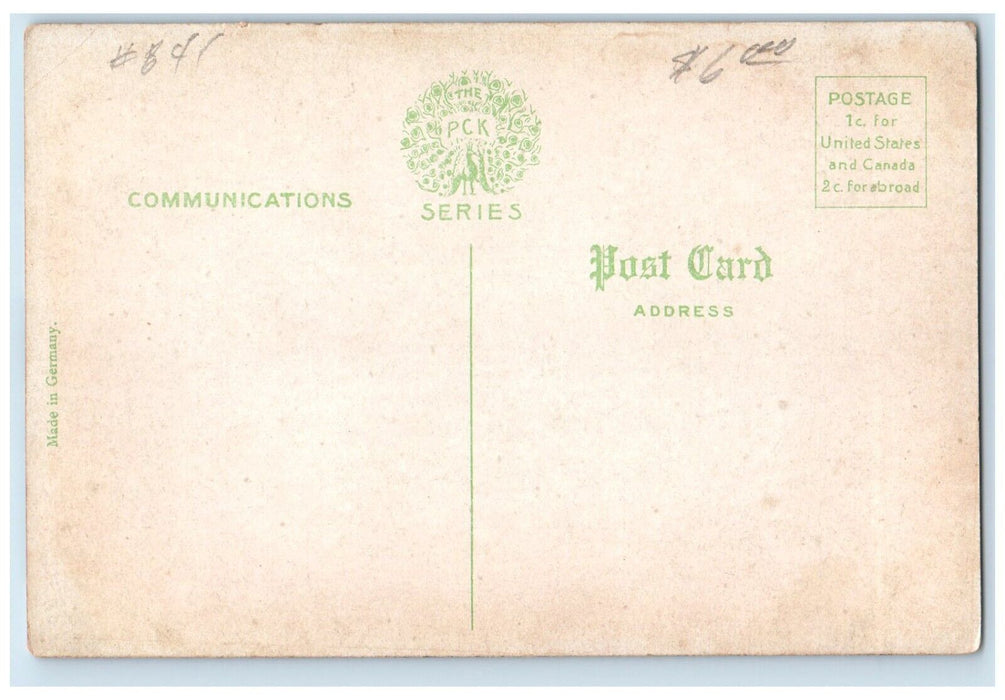 #841
$6.00
THE
PCK
SERIES
COMMUNICATIONS
POSTAGE
1c. for
United States
and Canada
2c. for abroad
Post Card
ADDRESS
Made in Germany.